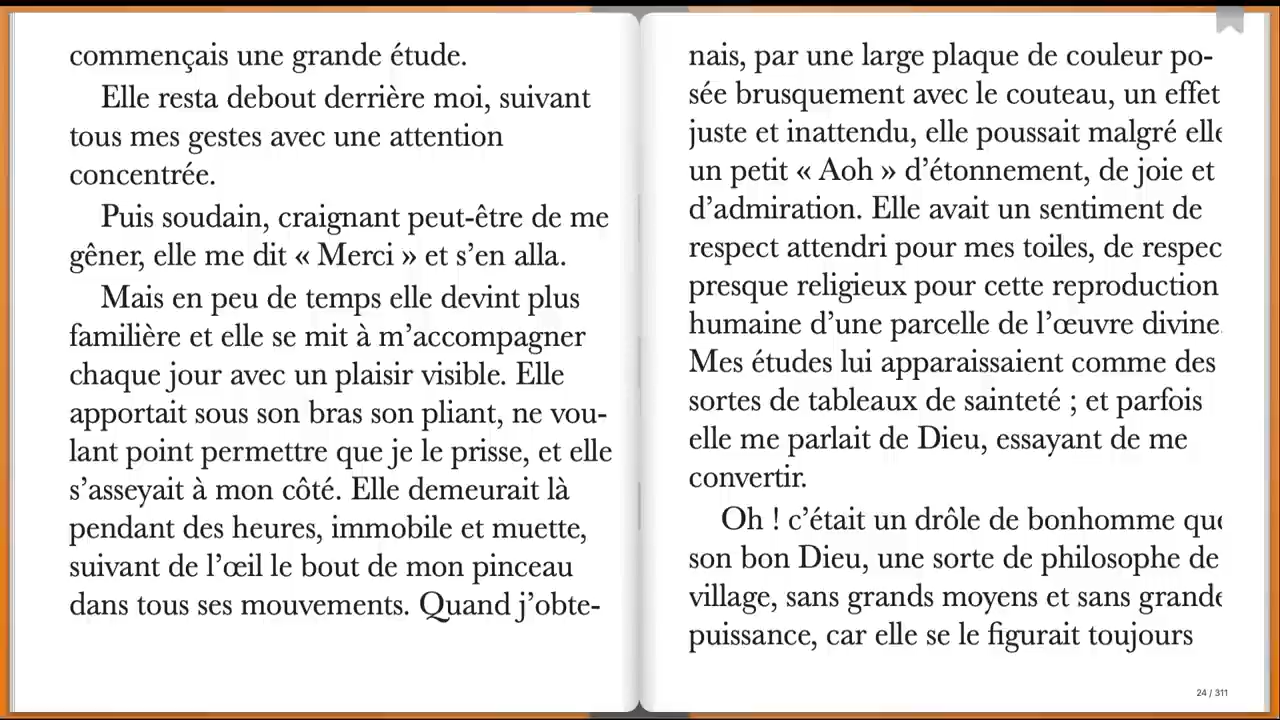 commençais une grande étude.
Elle resta debout derrière moi, suivant
tous mes gestes avec une attention
concentrée.
Puis soudain, craignant peut-être de me
gêner, elle me dit « Merci » et s’en alla.
Mais en peu de temps elle devint plus
familière et elle se mit à m’accompagner
chaque jour avec un plaisir visible. Elle
apportait sous son bras son pliant, ne vou-
lant point permettre que je le prisse, et elle
s’asseyait à mon côté. Elle demeurait là
pendant des heures, immobile et muette,
suivant de l’œil le bout de mon pinceau
dans tous ses mouvements. Quand j’obte-
nais, par une large plaque de couleur po-
sée brusquement avec le couteau, un effet
juste et inattendu, elle poussait malgré elle
un petit « Aoh » d’étonnement, de joie et
d’admiration. Elle avait un sentiment de
respect attendri pour mes toiles, de respec
presque religieux pour cette reproduction
humaine d’une parcelle de l’œuvre divine.
Mes études lui apparaissaient comme des
sortes de tableaux de sainteté ; et parfois
elle me parlait de Dieu, essayant de me
convertir.
Oh ! c’était un drôle de bonhomme que
son bon Dieu, une sorte de philosophe de
village, sans grands moyens et sans grande
puissance, car elle se le figurait toujours
24 / 311